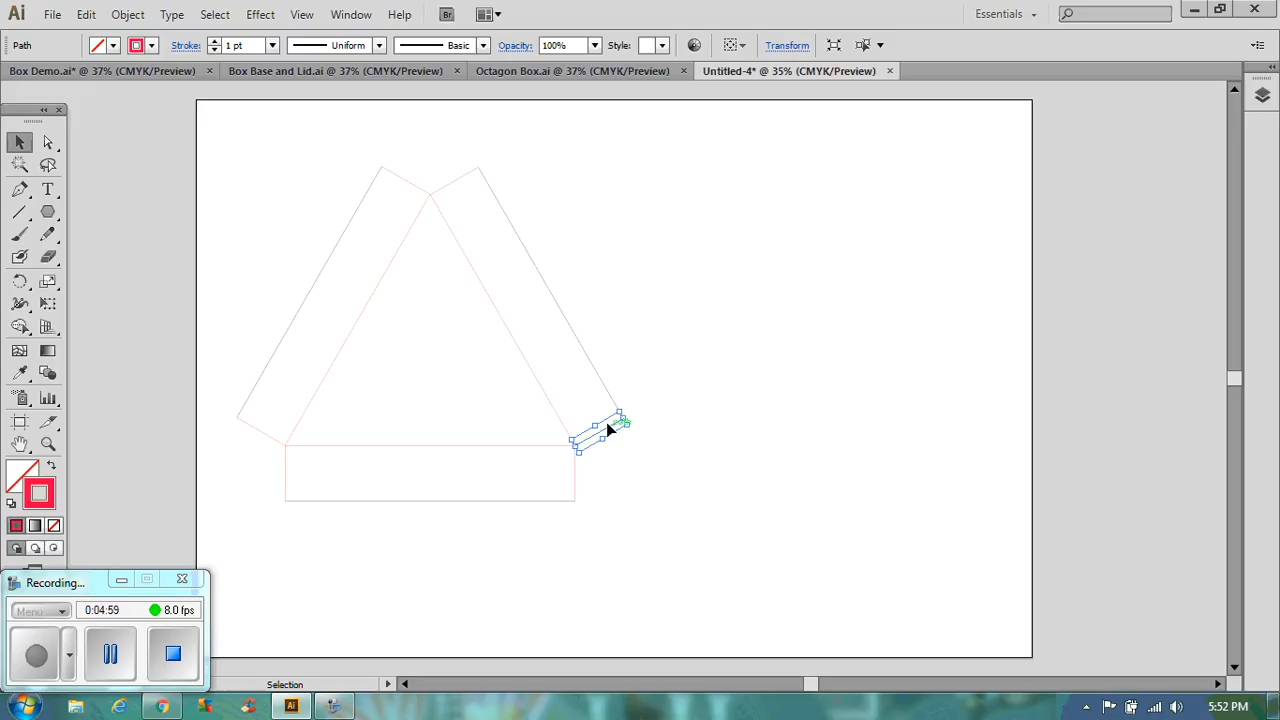 Ai File Edit Object Type Select Effect View Window Help Br Essentials
Path Stroke: 1 pt Uniform Basic Opacity: 100% Style: Transform
Box Demo.ai* @ 37% (CMYK/Preview) × Box Base and Lid.ai @ 37% (CMYK/Preview) × Octagon Box.ai @ 37% (CMYK/Preview) × Untitled-4* @ 35% (CMYK/Preview) ×
T
Recording...
Menu 0:04:59 8.0 fps
Selection
Ai 5:52 PM